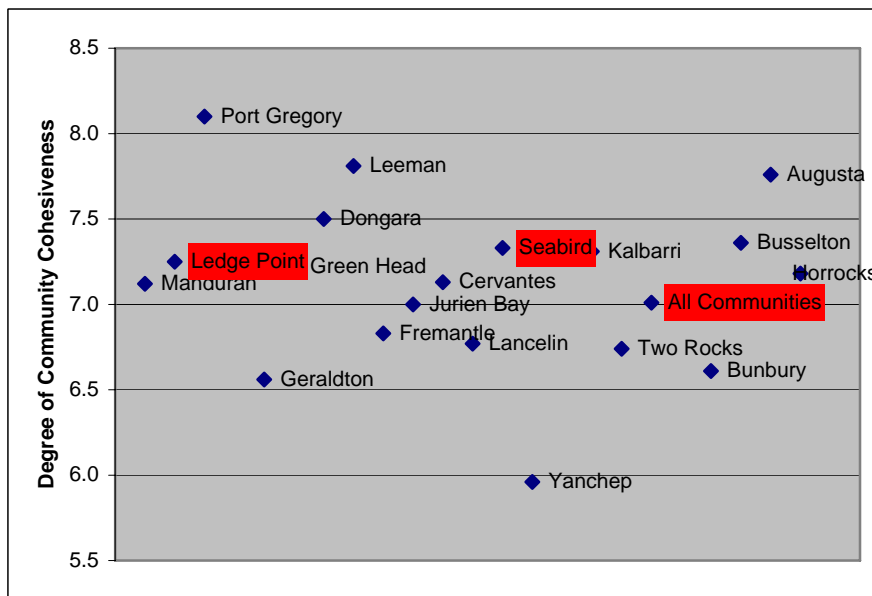 8.5
8.0
7.5
7.0
6.5
6.0
5.5
Degree of Community Cohesiveness
Port Gregory
Leeman
Augusta
Dongara
Seabird
Kalbarri
Busselton
Ledge Point
Green Head
Horrocks
Mandurah
Cervantes
All Communities
Jurien Bay
Fremantle
Lancelin
Two Rocks
Bunbury
Geraldton
Yanchep